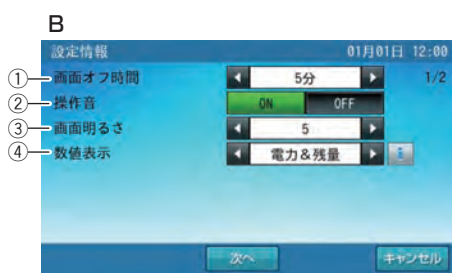 B
設定情報 01月01日 12:00
① 画面オフ時間 5分 1/2
② 操作音 ON OFF
③ 画面明るさ 5
④ 数値表示 電力&残量 i
次へ キャンセル